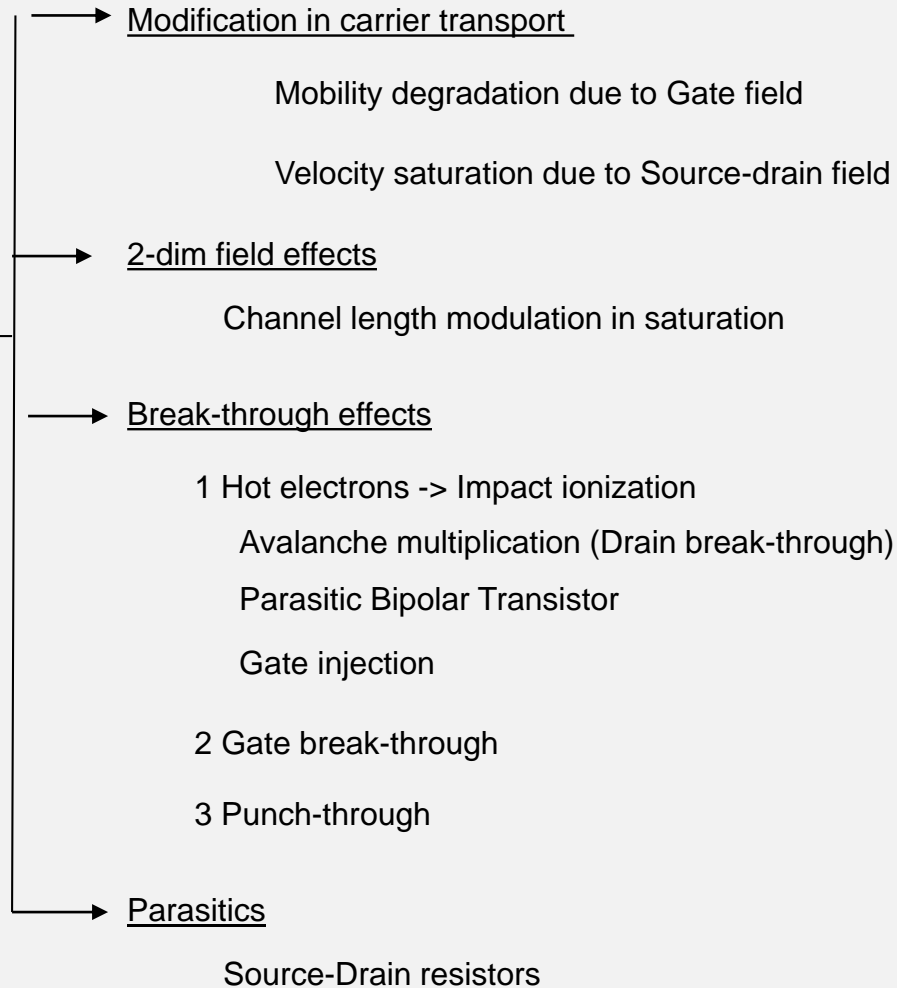 Modification in carrier transport
Mobility degradation due to Gate field
Velocity saturation due to Source-drain field
2-dim field effects
Channel length modulation in saturation
Break-through effects
1 Hot electrons -> Impact ionization
Avalanche multiplication (Drain break-through)
Parasitic Bipolar Transistor
Gate injection
2 Gate break-through
3 Punch-through
Parasitics
Source-Drain resistors